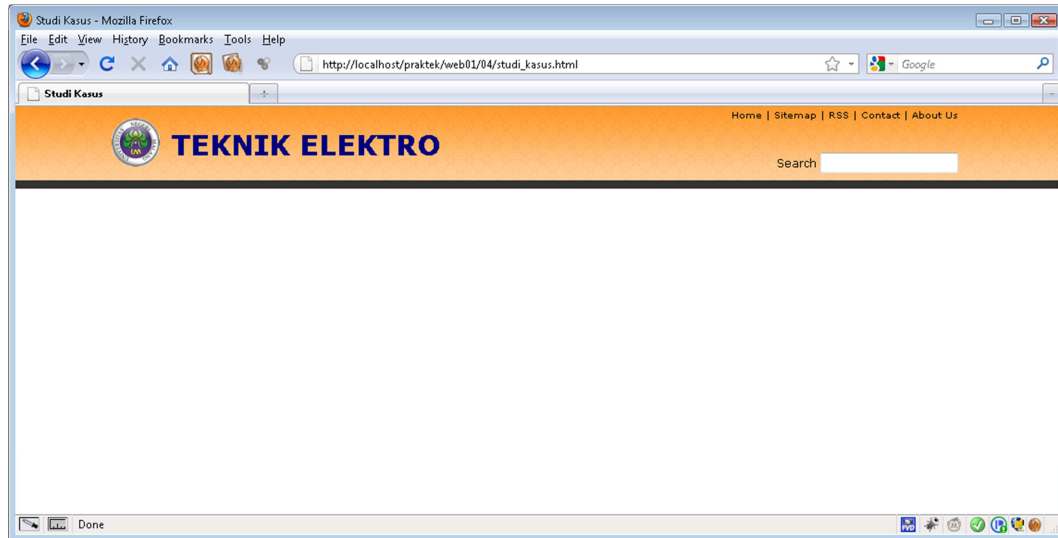 Studi Kasus - Mozilla Firefox
File Edit View History Bookmarks Tools Help
http://localhost/praktek/web01/04/studi_kasus.html
Google
Studi Kasus
Home | Sitemap | RSS | Contact | About Us
TEKNIK ELEKTRO
Search
Done